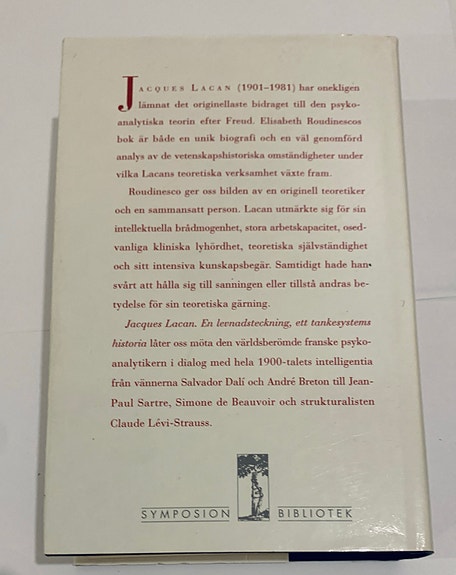 JACQUES LACAN (1901–1981) har onekligen
lämnat det originellaste bidraget till den psyko-
analytiska teorin efter Freud. Elisabeth Roudinescos
bok är både en unik biografi och en väl genomförd
analys av de vetenskapshistoriska omständigheter under
vilka Lacans teoretiska verksamhet växte fram.
Roudinesco ger oss bilden av en originell teoretiker
och en sammansatt person. Lacan utmärkte sig för sin
intellektuella brådmogenhet, stora arbetskapacitet, osed-
vanliga kliniska lyhördhet, teoretiska självständighet
och sitt intensiva kunskapsbegär. Samtidigt hade han
svårt att hålla sig till sanningen eller tillstå andras be-
tydelse för sin teoretiska gärning.
Jacques Lacan. En levnadsteckning, ett tankesystems
historia låter oss möta den världsberömde franske psyko-
analytikern i dialog med hela 1900-talets intelligentia
från vännerna Salvador Dalí och André Breton till Jean-
Paul Sartre, Simone de Beauvoir och strukturalisten
Claude Lévi-Strauss.
SYMPOSION BIBLIOTEK